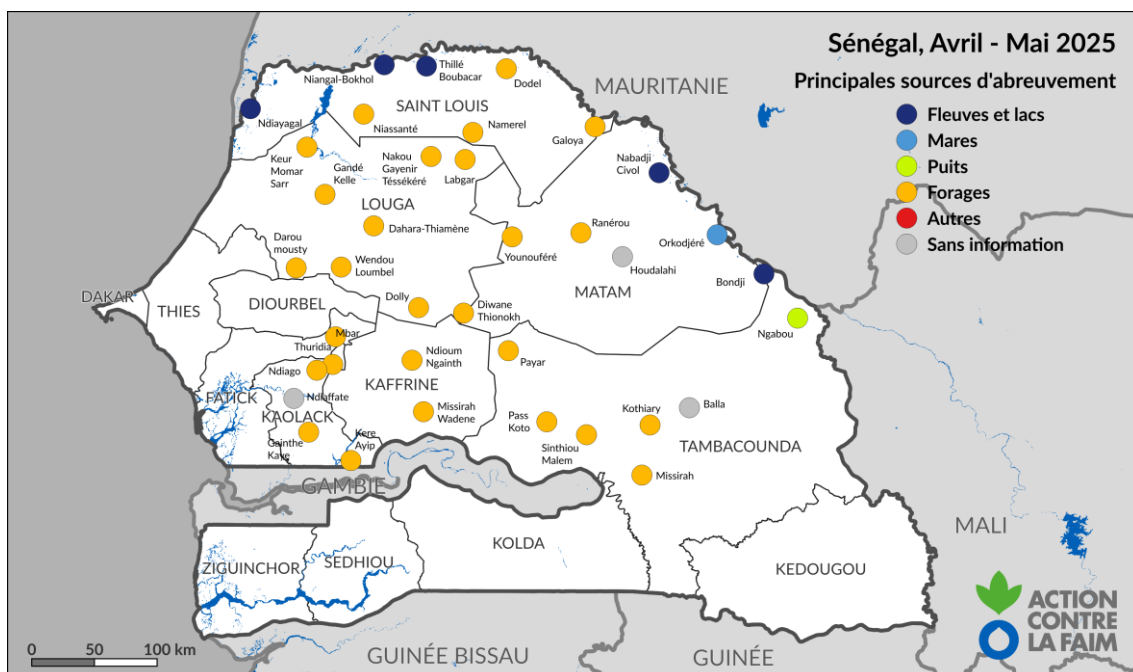 Sénégal, Avril - Mai 2025
Principales sources d'abreuvement
Fleuves et lacs
Mares
Puits
Forages
Autres
Sans information
MAURITANIE
Niangal-Bokhol
Thillé
Boubacar
Dodel
SAINT LOUIS
Ndiayagal
Niassanté
Namerel
Galoya
Keur
Momar
Sarr
Gandé
Kelle
Nakou
Gayenir
Téssékéré
Labgar
Nabadji
Civol
LOUGA
Dahara-Thiamène
Younouféré
Ranérou
Orkodjéré
Houdalahi
Darou
mousty
Wendou
Loumbel
Bondji
MATAM
DAKAR
THIES
DIOURBEL
Dolly
Diwane
Thionokh
Ngabou
Mbar
Thuridia
Ndiago
Ndioum
Ngainth
Payar
KAFFRINE
FATICK
Ndiaffate
KAOLACK
Missirah
Wadene
Kothiary
Balla
Pass
Koto
Sinthiou
Malem
TAMBACOUNDA
Gainthe
Kaye
Kere
Ayip
Missirah
GAMBIE
MALI
KOLDA
ZIGUINCHOR
SEDHIOU
KEDOUGOU
ACTION
CONTRE
LA FAIM
0 50 100 km
GUINÉE BISSAU
GUINÉE